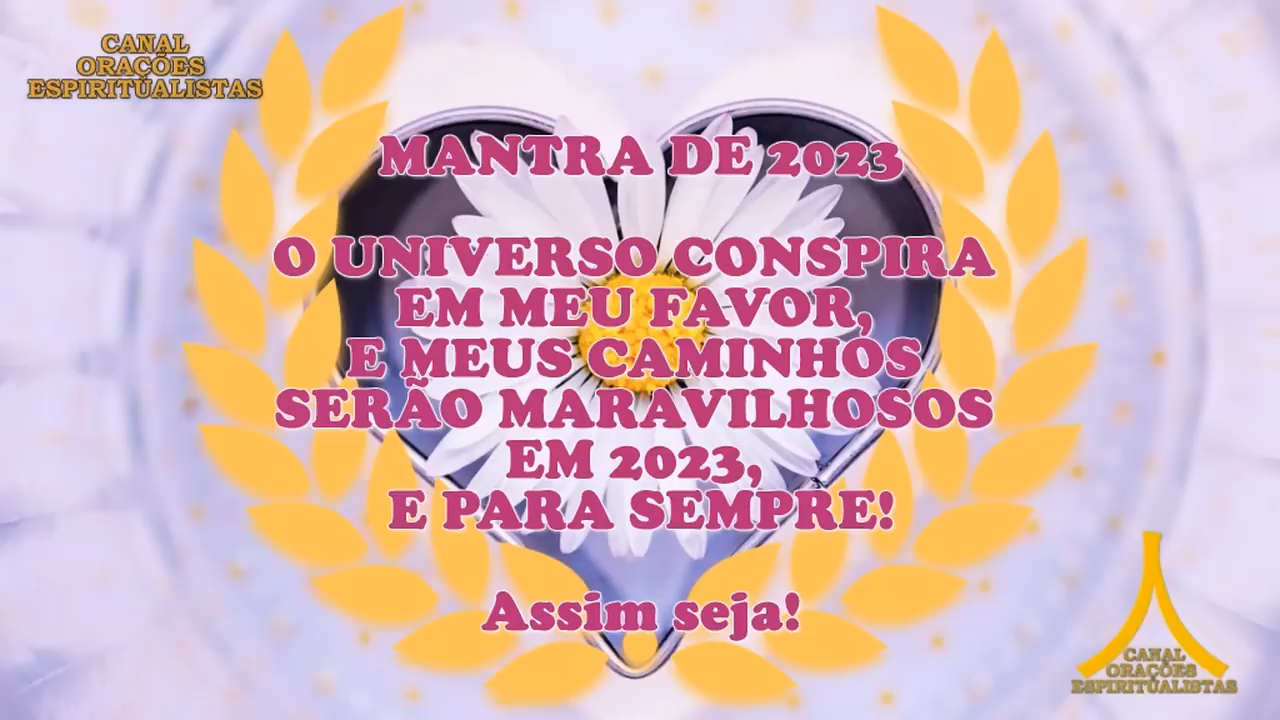 CANAL
ORAÇÕES
ESPIRITUALISTAS
MANTRA DE 2023
O UNIVERSO CONSPIRA
EM MEU FAVOR,
E MEUS CAMINHOS
SERÃO MARAVILHOSOS
EM 2023,
E PARA SEMPRE!
Assim seja!
CANAL
ORAÇÕES
ESPIRITUALISTAS